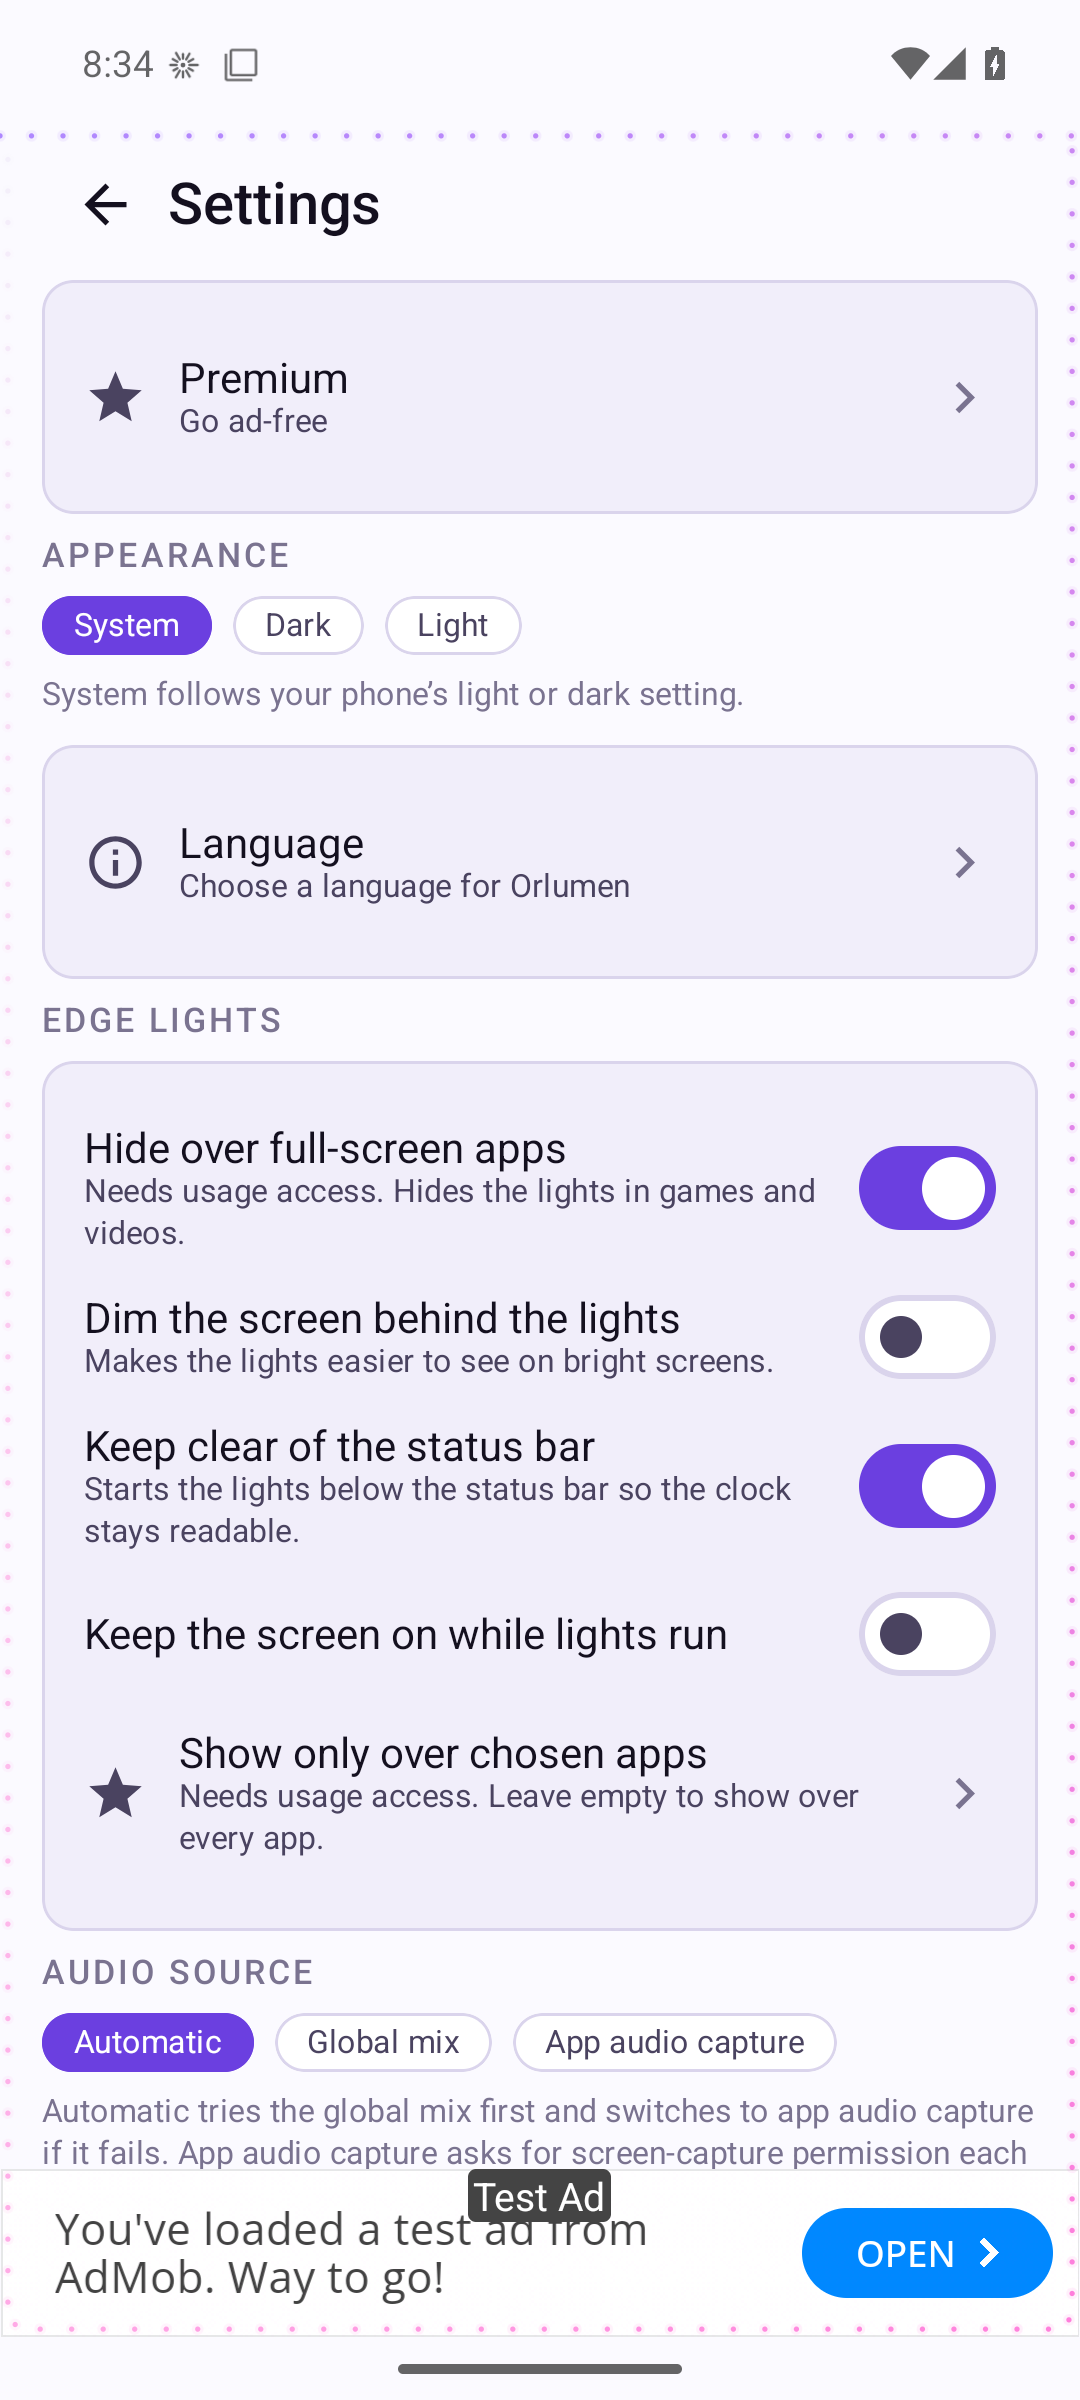 8:34
Settings
Premium
Go ad-free
APPEARANCE
System
Dark
Light
System follows your phone’s light or dark setting.
Language
Choose a language for Orlumen
EDGE LIGHTS
Hide over full-screen apps
Needs usage access. Hides the lights in games and
videos.
Dim the screen behind the lights
Makes the lights easier to see on bright screens.
Keep clear of the status bar
Starts the lights below the status bar so the clock
stays readable.
Keep the screen on while lights run
Show only over chosen apps
Needs usage access. Leave empty to show over
every app.
AUDIO SOURCE
Automatic
Global mix
App audio capture
Automatic tries the global mix first and switches to app audio capture
if it fails. App audio capture asks for screen-capture permission each
Test Ad
You've loaded a test ad from
AdMob. Way to go!
OPEN